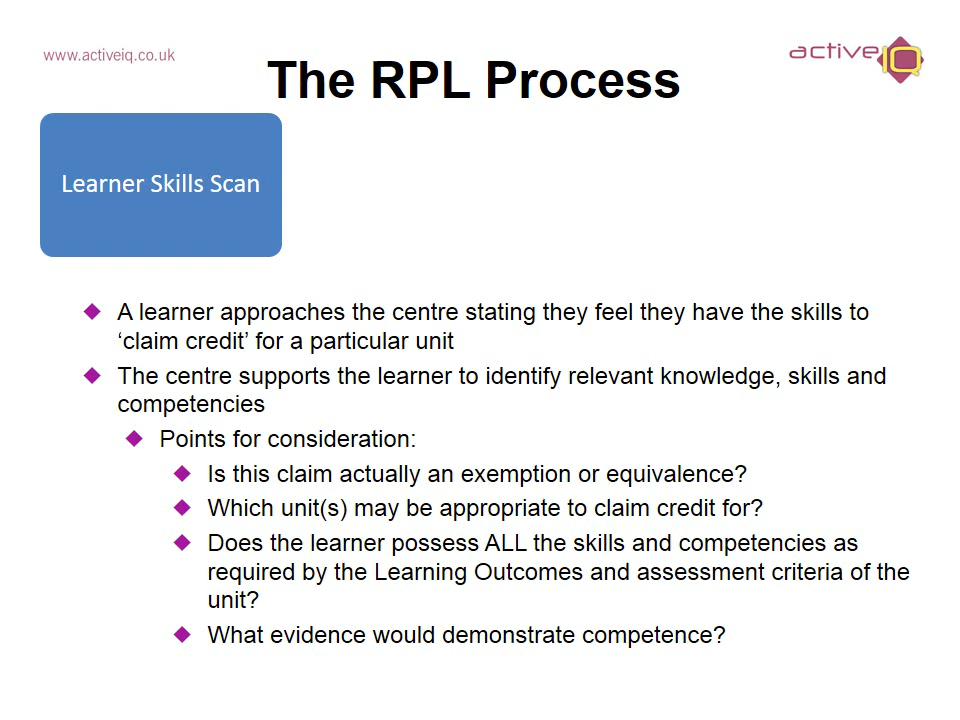 www.activeiq.co.uk
active IQ
The RPL Process
Learner Skills Scan
A learner approaches the centre stating they feel they have the skills to
‘claim credit’ for a particular unit
The centre supports the learner to identify relevant knowledge, skills and
competencies
Points for consideration:
Is this claim actually an exemption or equivalence?
Which unit(s) may be appropriate to claim credit for?
Does the learner possess ALL the skills and competencies as
required by the Learning Outcomes and assessment criteria of the
unit?
What evidence would demonstrate competence?